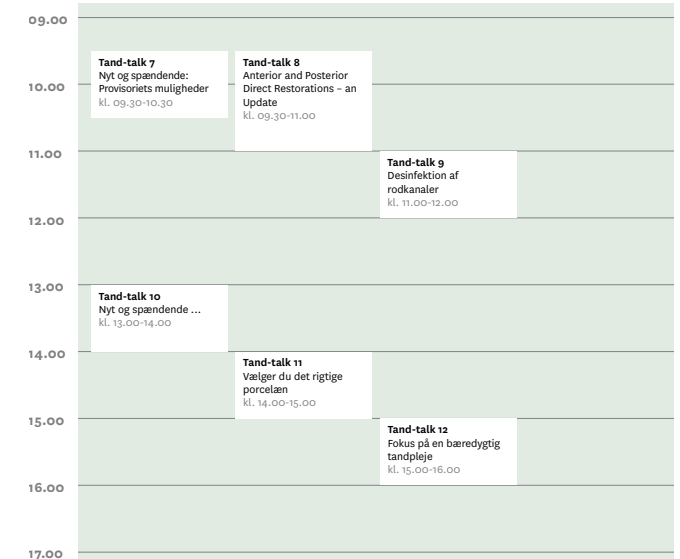 09.00
Tand-talk 7
Nyt og spændende:
Provisoriets muligheder
kl. 09.30-10.30
Tand-talk 8
Anterior and Posterior
Direct Restorations – an
Update
kl. 09.30-11.00
10.00
11.00
Tand-talk 9
Desinfektion af
rodkanaler
kl. 11.00-12.00
12.00
13.00
Tand-talk 10
Nyt og spændende ...
kl. 13.00-14.00
14.00
Tand-talk 11
Vælger du det rigtige
porcelæn
kl. 14.00-15.00
15.00
Tand-talk 12
Fokus på en bæredygtig
tandpleje
kl. 15.00-16.00
16.00
17.00